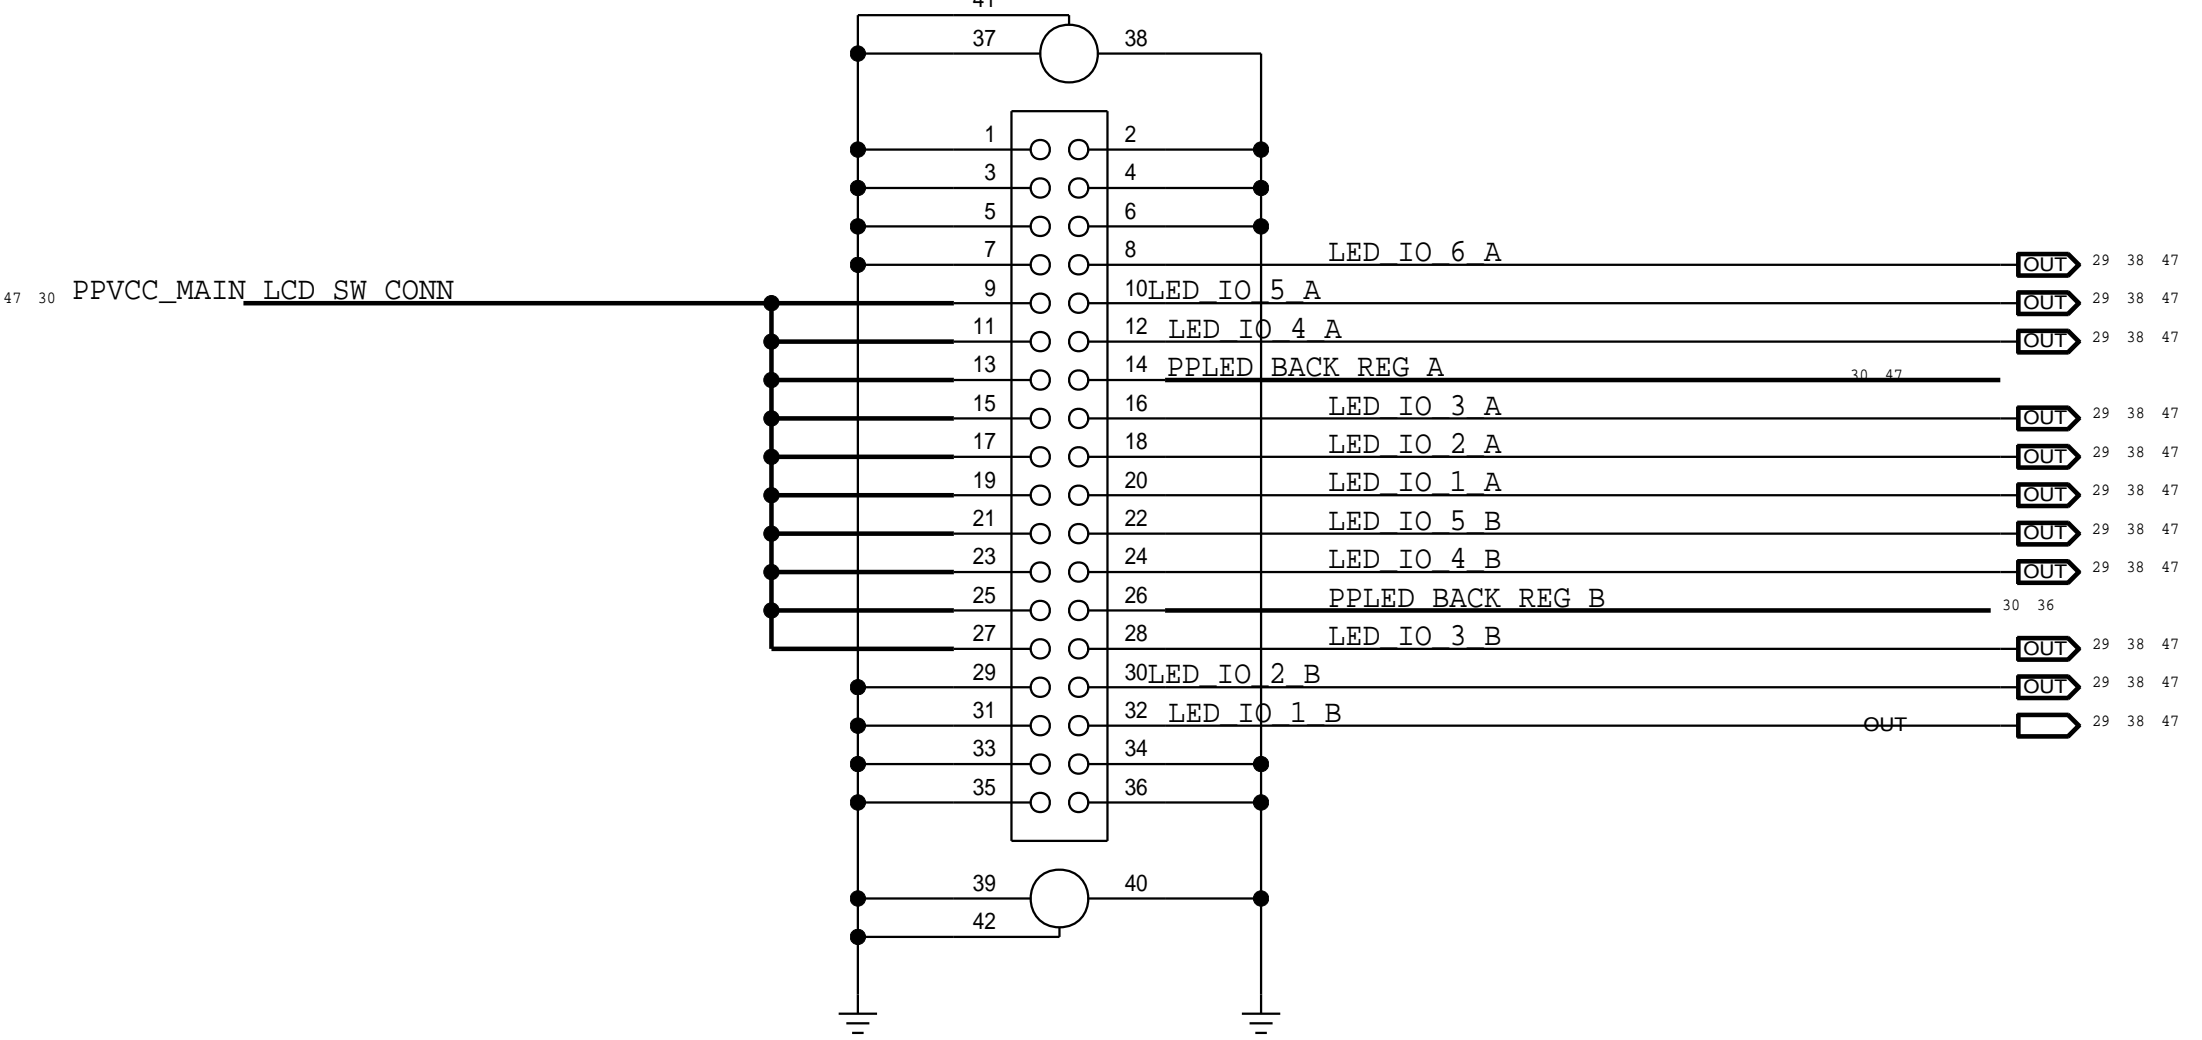 41
37 38
1 2
3 4
5 6
7 8 LED_IO_6_A OUT 29 38 47
47 30 PPVCC_MAIN_LCD_SW_CONN 9 10 LED_IO_5_A OUT 29 38 47
11 12 LED_IO_4_A OUT 29 38 47
13 14 PPLED_BACK_REG_A 30 47
15 16 LED_IO_3_A OUT 29 38 47
17 18 LED_IO_2_A OUT 29 38 47
19 20 LED_IO_1_A OUT 29 38 47
21 22 LED_IO_5_B OUT 29 38 47
23 24 LED_IO_4_B OUT 29 38 47
25 26 PPLED_BACK_REG_B 30 36
27 28 LED_IO_3_B OUT 29 38 47
29 30 LED_IO_2_B OUT 29 38 47
31 32 LED_IO_1_B OUT 29 38 47
33 34
35 36
39 40
42